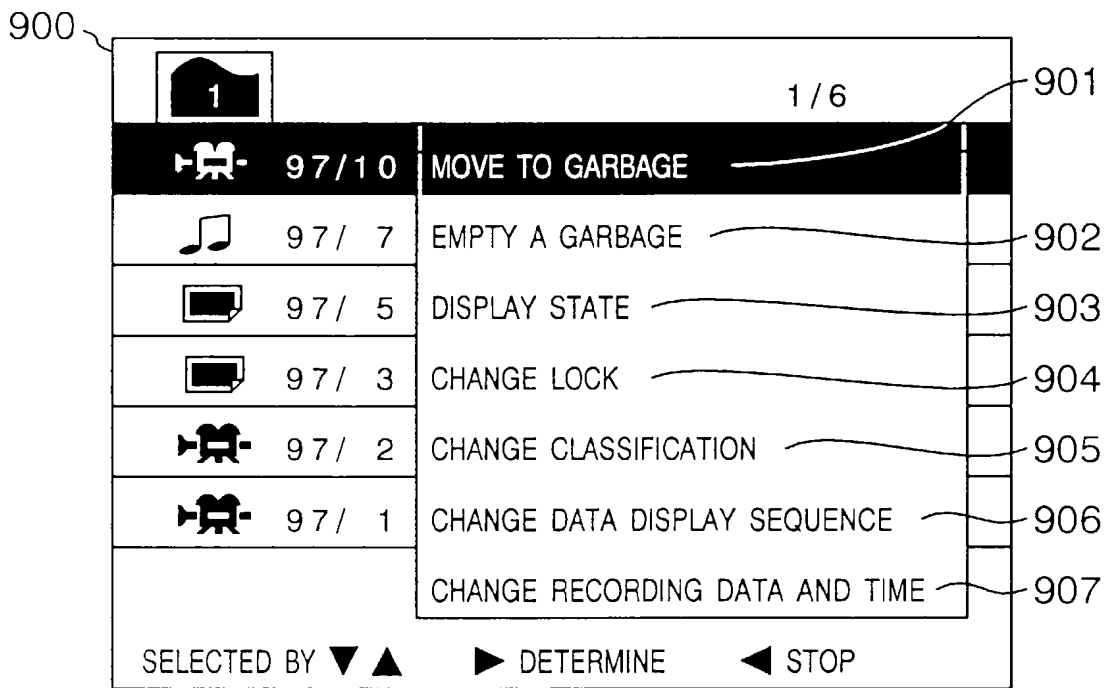 900
1 1/6 901
97/10 MOVE TO GARBAGE
97/ 7 EMPTY A GARBAGE 902
97/ 5 DISPLAY STATE 903
97/ 3 CHANGE LOCK 904
97/ 2 CHANGE CLASSIFICATION 905
97/ 1 CHANGE DATA DISPLAY SEQUENCE 906
CHANGE RECORDING DATA AND TIME 907
SELECTED BY ▼ ▲ ▶ DETERMINE ◀ STOP